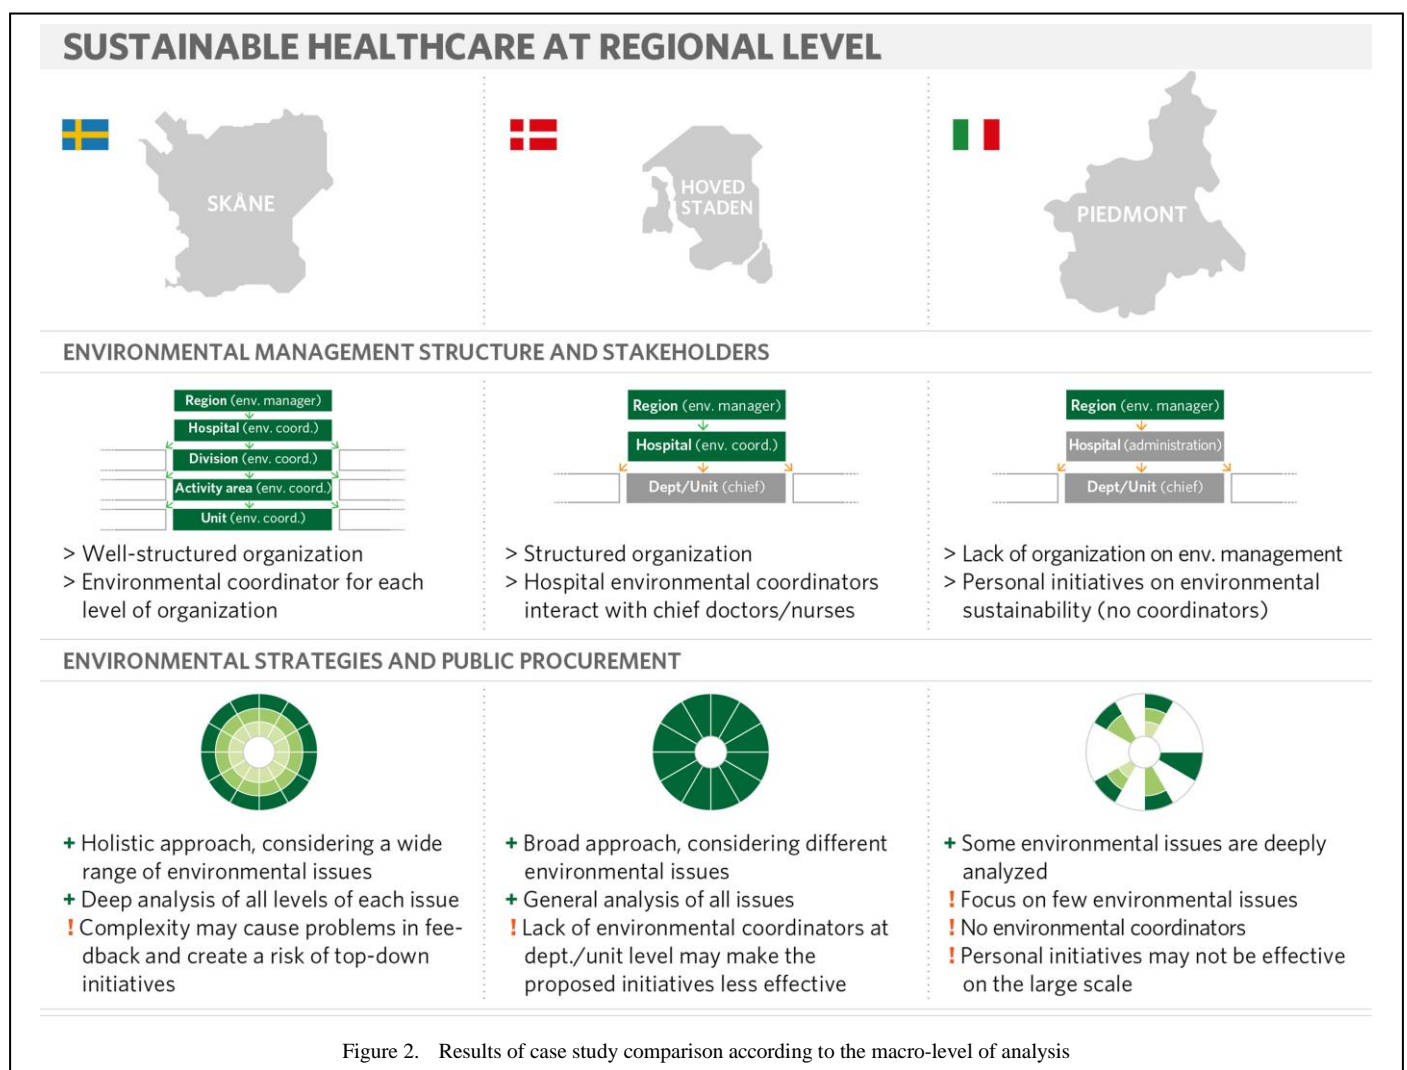 SUSTAINABLE HEALTHCARE AT REGIONAL LEVEL
SKÅNE
HOVED
STADEN
PIEDMONT
ENVIRONMENTAL MANAGEMENT STRUCTURE AND STAKEHOLDERS
Region (env. manager)
Hospital (env. coord.)
Division (env. coord.)
Activity area (env. coord.)
Unit (env. coord.)
> Well-structured organization
> Environmental coordinator for each
level of organization
Region (env. manager)
Hospital (env. coord.)
Dept/Unit (chief)
> Structured organization
> Hospital environmental coordinators
interact with chief doctors/nurses
Region (env. manager)
Hospital (administration)
Dept/Unit (chief)
> Lack of organization on env. management
> Personal initiatives on environmental
sustainability (no coordinators)
ENVIRONMENTAL STRATEGIES AND PUBLIC PROCUREMENT
+ Holistic approach, considering a wide
range of environmental issues
+ Deep analysis of all levels of each issue
! Complexity may cause problems in fee-
dback and create a risk of top-down
initiatives
+ Broad approach, considering different
environmental issues
+ General analysis of all issues
! Lack of environmental coordinators at
dept./unit level may make the
proposed initiatives less effective
+ Some environmental issues are deeply
analyzed
! Focus on few environmental issues
! No environmental coordinators
! Personal initiatives may not be effective
on the large scale
Figure 2. Results of case study comparison according to the macro-level of analysis